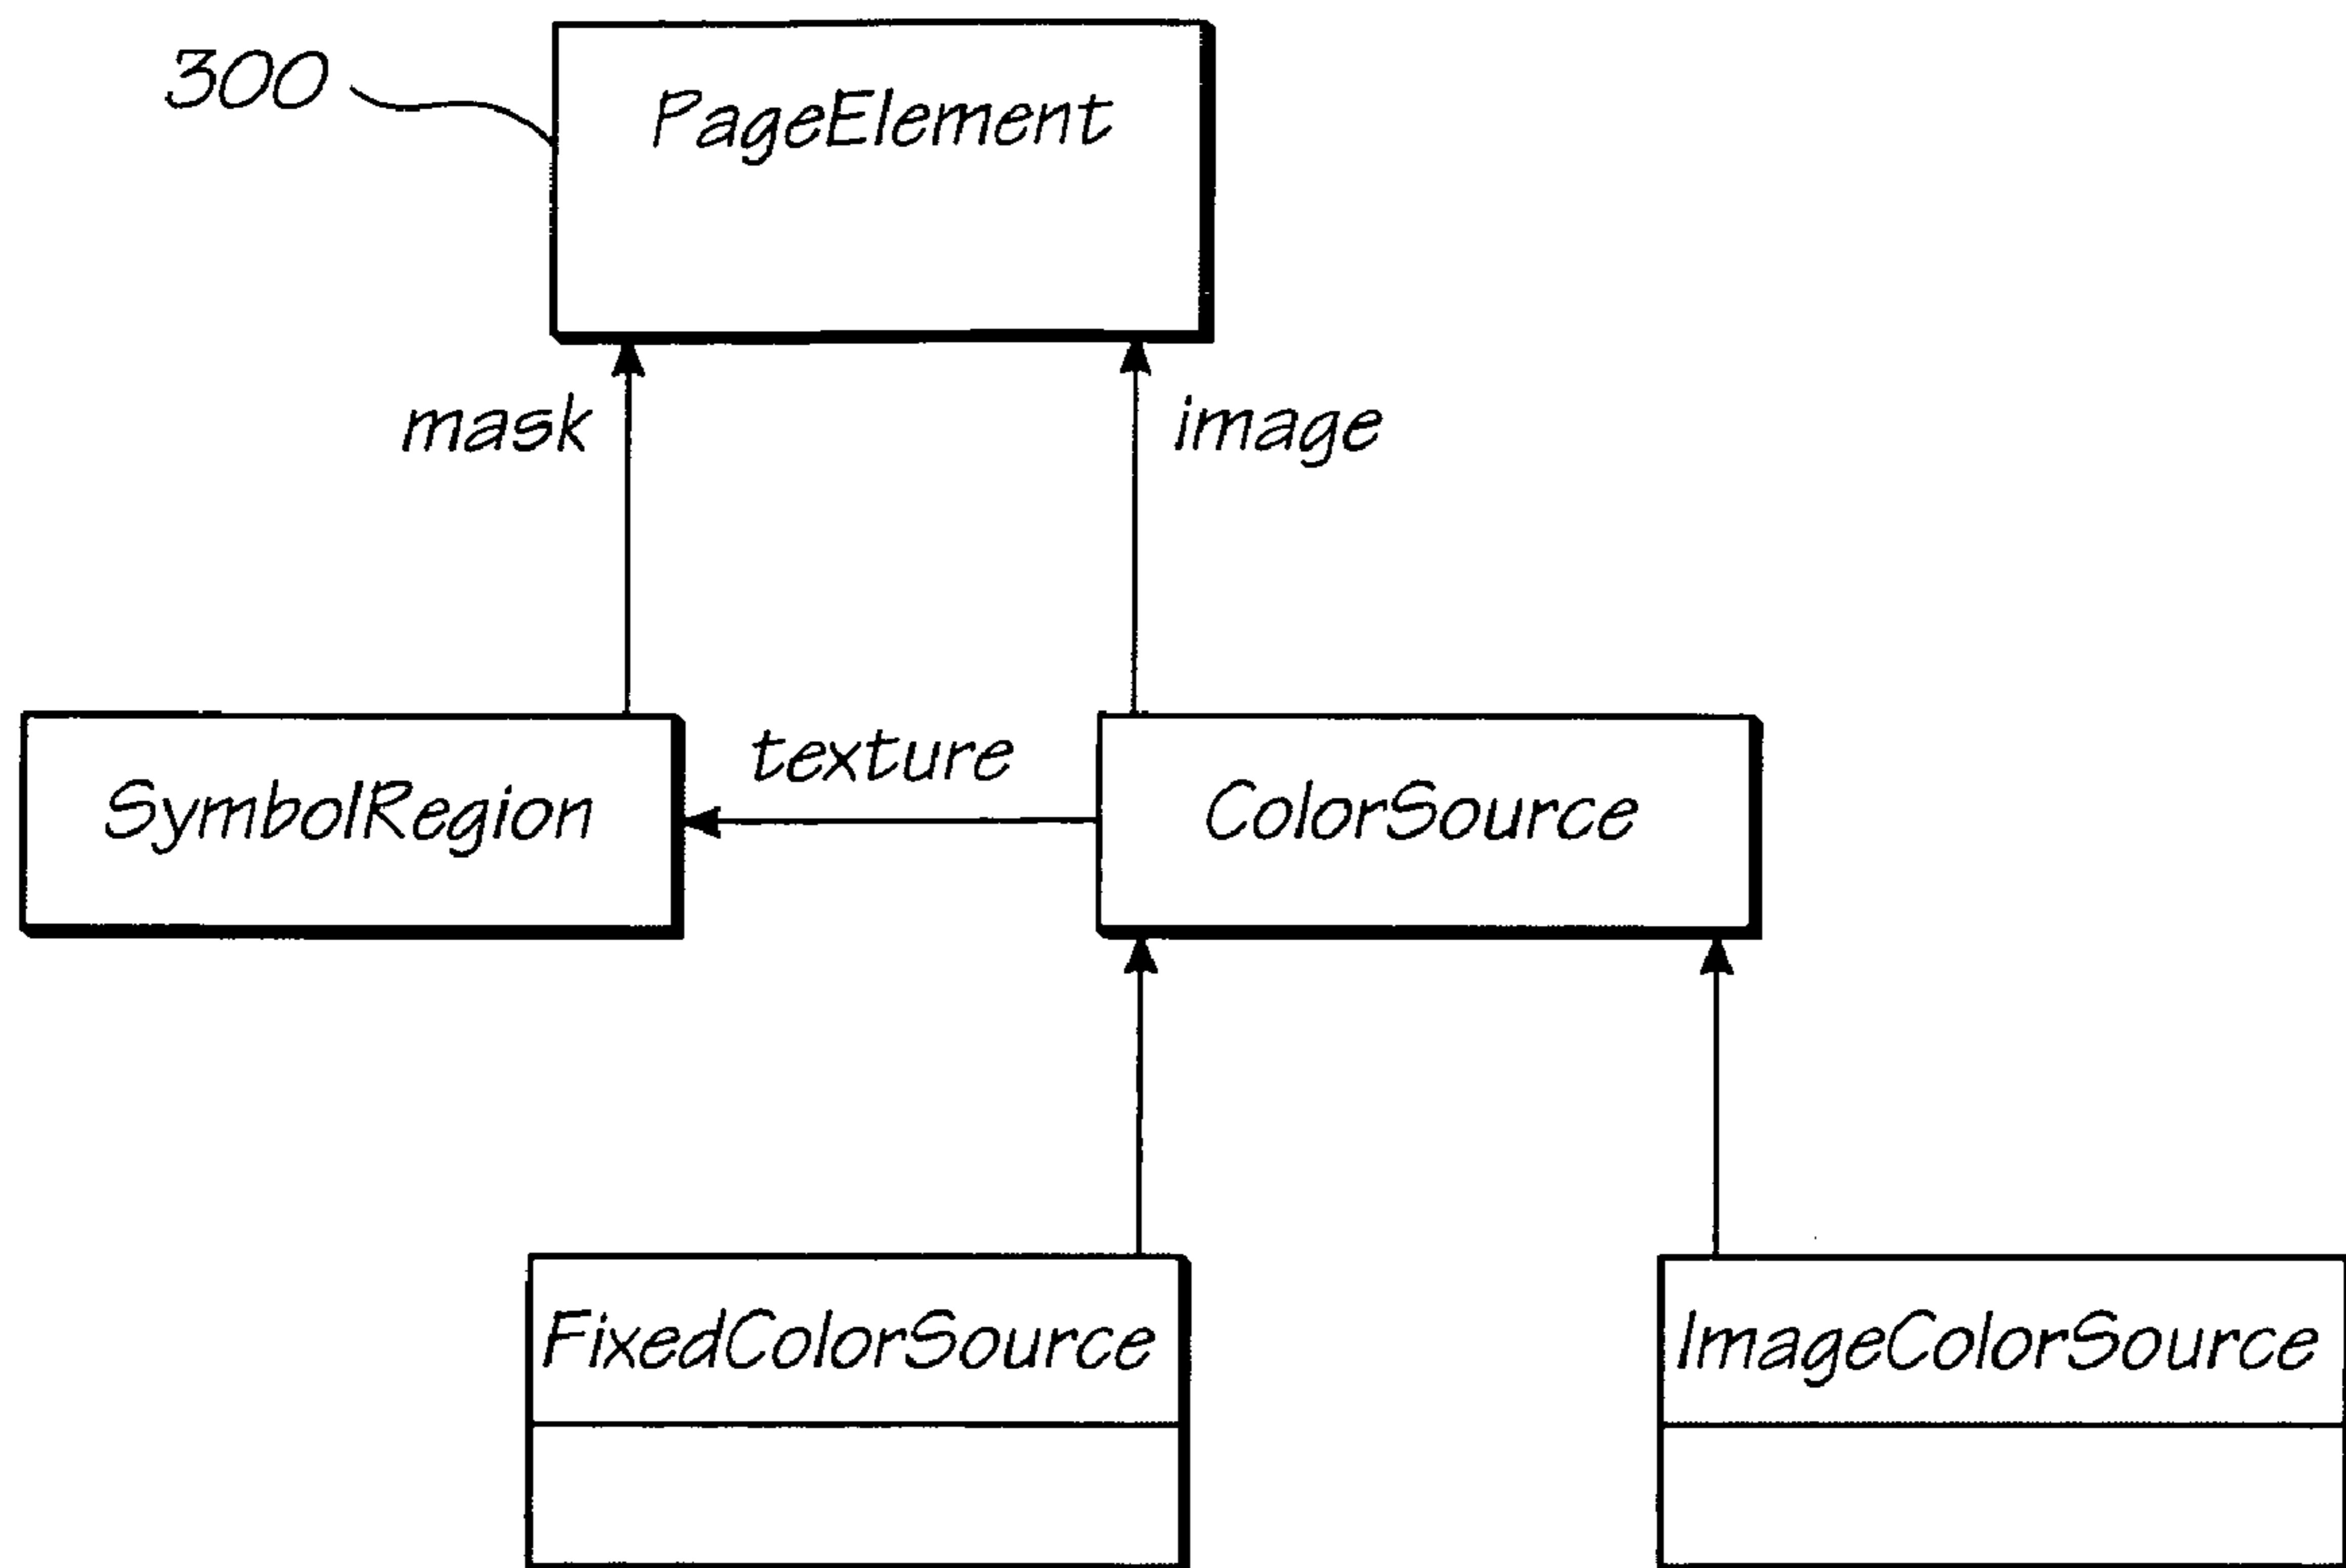 300
PageElement
mask
image
texture
SymbolRegion
ColorSource
FixedColorSource
ImageColorSource